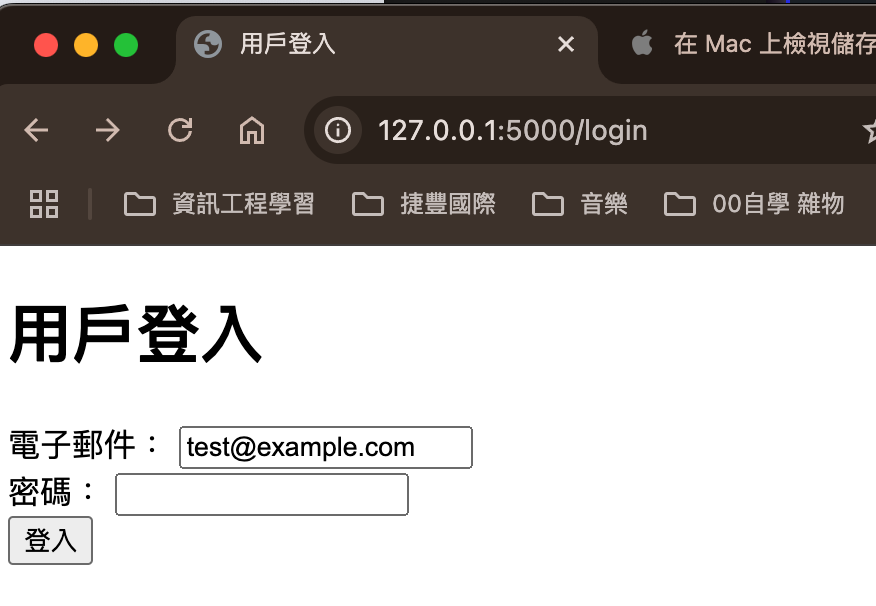 用戶登入
在 Mac 上檢視儲存
127.0.0.1:5000/login
資訊工程學習 捷豐國際 音樂 00自學 雜物
用戶登入
電子郵件： test@example.com
密碼：
登入